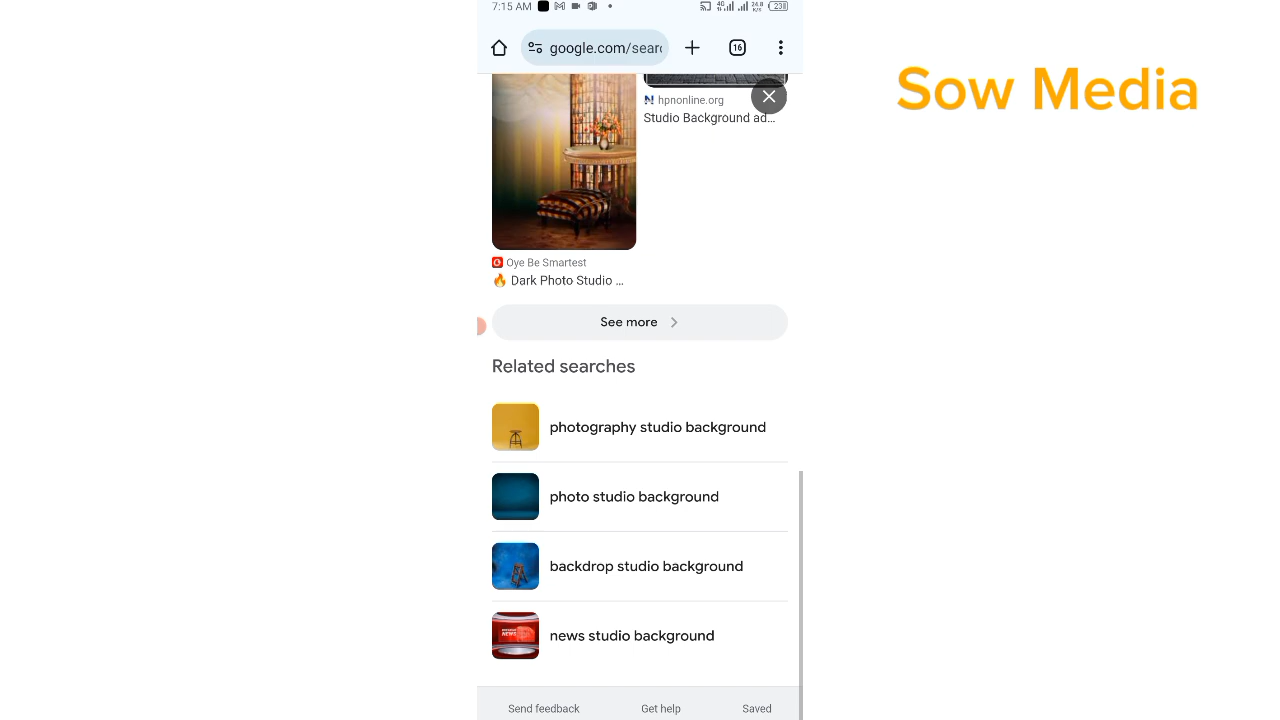 7:15 AM
google.com/searc
16
Sow Media
hpnonline.org
Studio Background ad...
Oye Be Smartest
🔥 Dark Photo Studio ...
See more
Related searches
photography studio background
photo studio background
backdrop studio background
news studio background
Send feedback Get help Saved